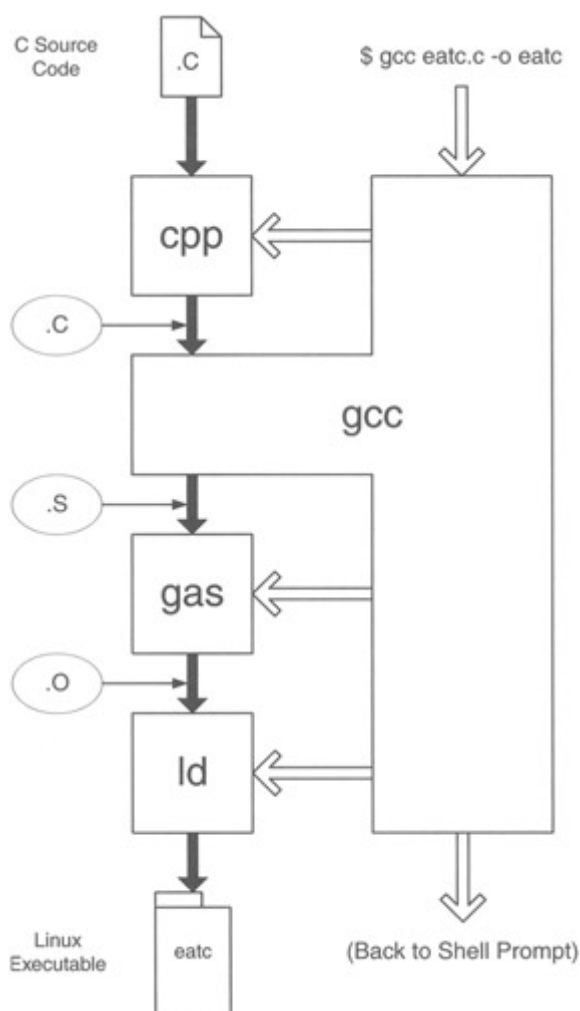 C Source
Code
.C
$ gcc eatc.c -o eatc
cpp
.C
gcc
.S
gas
.O
ld
Linux
Executable
eatc
(Back to Shell Prompt)